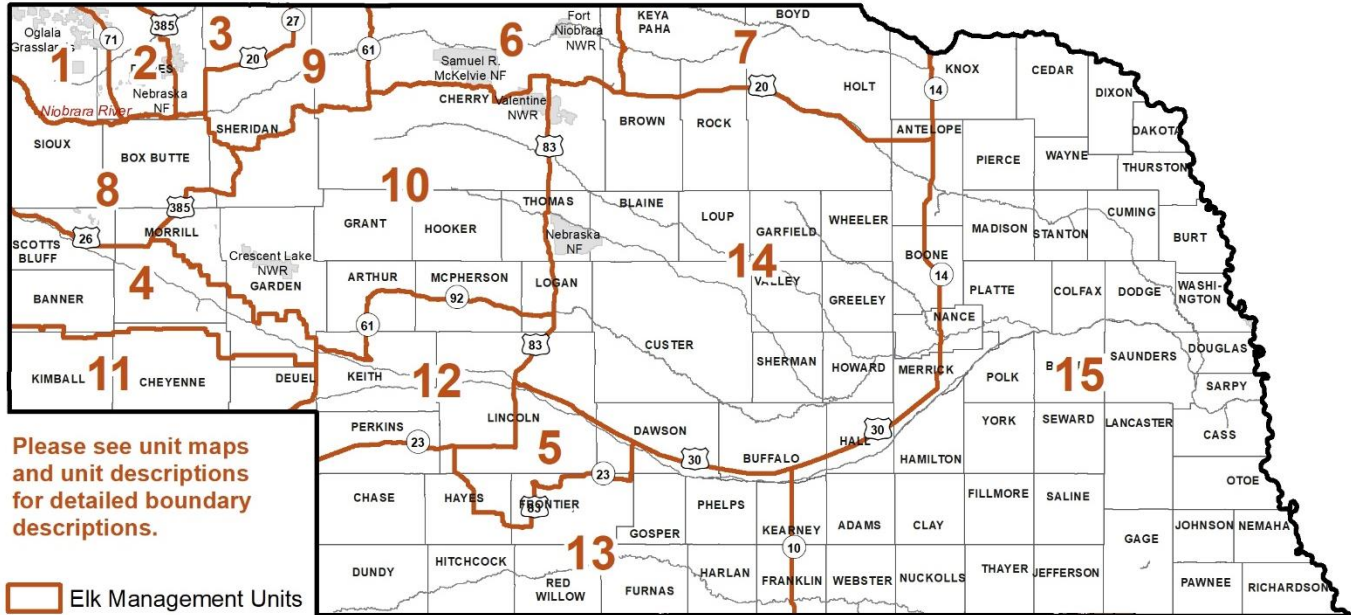 Oglala
Grasslands
1
71
385
2
DAWES
Nebraska
NF
3
20
27
9
61
6
Fort
Niobrara
NWR
Samuel R.
McKelvie NF
KEYA
PAHA
BOYD
7
20
HOLT
KNOX
14
CEDAR
DIXON
DAKOTA
Niobrara River
SIOUX
BOX BUTTE
SHERIDAN
CHERRY
Valentine
NWR
83
BROWN
ROCK
ANTELOPE
PIERCE
WAYNE
THURSTON
8
385
10
GRANT
HOOKER
THOMAS
Nebraska
NF
BLAINE
LOUP
GARFIELD
WHEELER
14
BOONE
14
MADISON
STANTON
CUMING
BURT
SCOTTS
BLUFF
26
MORRILL
Crescent Lake
NWR
GARDEN
ARTHUR
MCPHERSON
92
LOGAN
VALLEY
GREELEY
NANCE
PLATTE
COLFAX
DODGE
WASHI-
NGTON
BANNER
4
61
83
CUSTER
SHERMAN
HOWARD
MERRICK
POLK
15
SAUNDERS
DOUGLAS
SARPY
KIMBALL
11
CHEYENNE
DEUEL
KEITH
12
LINCOLN
PERKINS
23
5
DAWSON
30
BUFFALO
HALL
30
HAMILTON
YORK
SEWARD
LANCASTER
CASS
OTOE
Please see unit maps
and unit descriptions
for detailed boundary
descriptions.
CHASE
HAYES
FRONTIER
83
23
GOSPER
PHELPS
KEARNEY
10
ADAMS
CLAY
FILLMORE
SALINE
GAGE
JOHNSON
NEMAHA
DUNDY
HITCHCOCK
RED
WILLOW
13
FURNAS
HARLAN
FRANKLIN
WEBSTER
NUCKOLLS
THAYER
JEFFERSON
PAWNEE
RICHARDSON
Elk Management Units